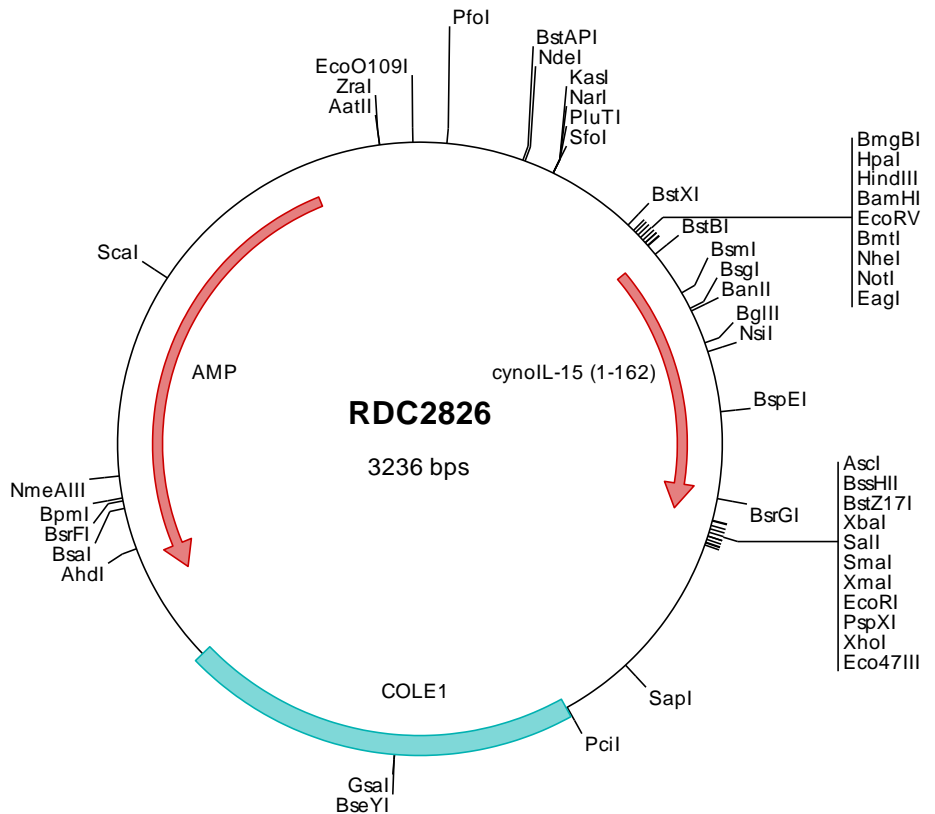 PfoI
BstAPI
NdeI
EcoO109I
KasI
ZraI
NarI
AatII
PluTI
SfoI
BmgBI
HpaI
HindIII
BamHI
EcoRV
BmtI
NheI
NotI
EagI
BstXI
BstBI
BsmI
BsgI
BanII
BglII
NsiI
ScaI
AMP
cynoIL-15 (1-162)
BspEI
RDC2826
3236 bps
AscI
BssHII
BstZ17I
XbaI
SalI
SmaI
XmaI
EcoRI
PspXI
XhoI
Eco47III
NmeAIII
BpmI
BsrFI
BsaI
AhdI
BsrGI
COLE1
SapI
PciI
GsaI
BseYI